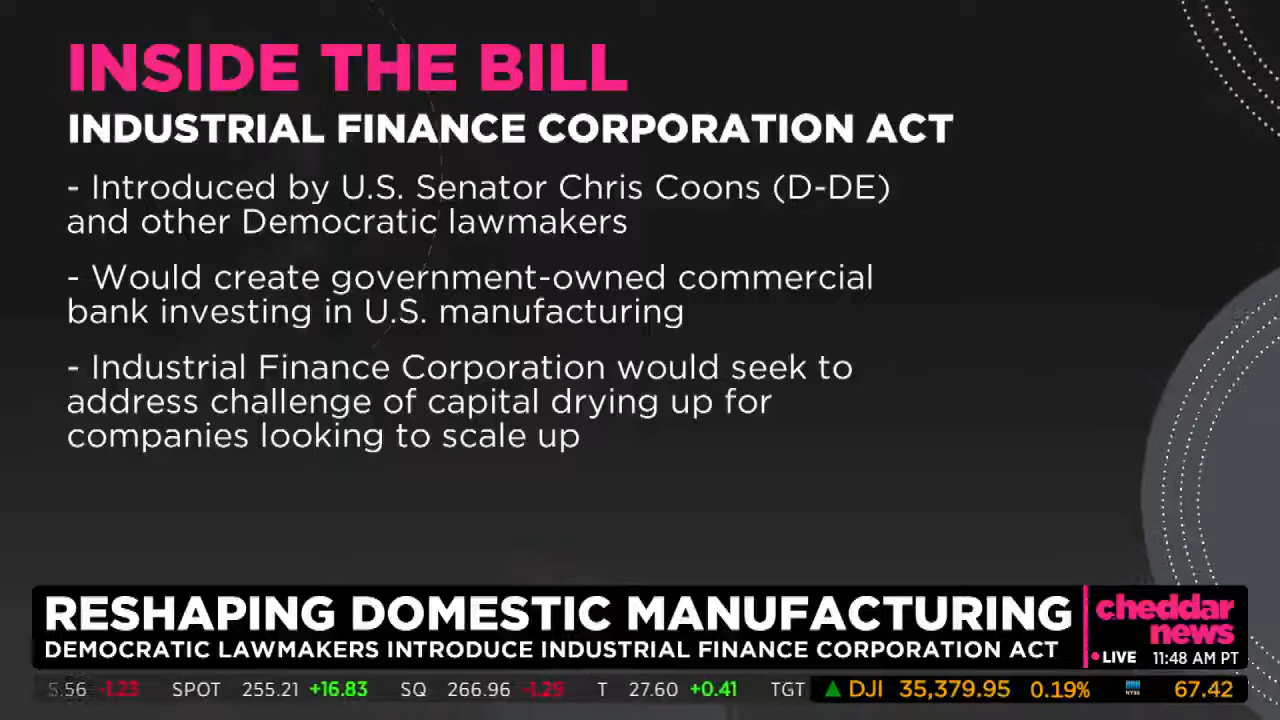 INSIDE THE BILL
INDUSTRIAL FINANCE CORPORATION ACT
- Introduced by U.S. Senator Chris Coons (D-DE)
and other Democratic lawmakers
- Would create government-owned commercial
bank investing in U.S. manufacturing
- Industrial Finance Corporation would seek to
address challenge of capital drying up for
companies looking to scale up
RESHAPING DOMESTIC MANUFACTURING
DEMOCRATIC LAWMAKERS INTRODUCE INDUSTRIAL FINANCE CORPORATION ACT
cheddar
news
LIVE 11:48 AM PT
5.56 -1.23 SPOT 255.21 +16.83 SQ 266.96 -1.29 T 27.60 +0.41 TGT ▲ DJI 35,379.95 0.19% NYSE 67.42